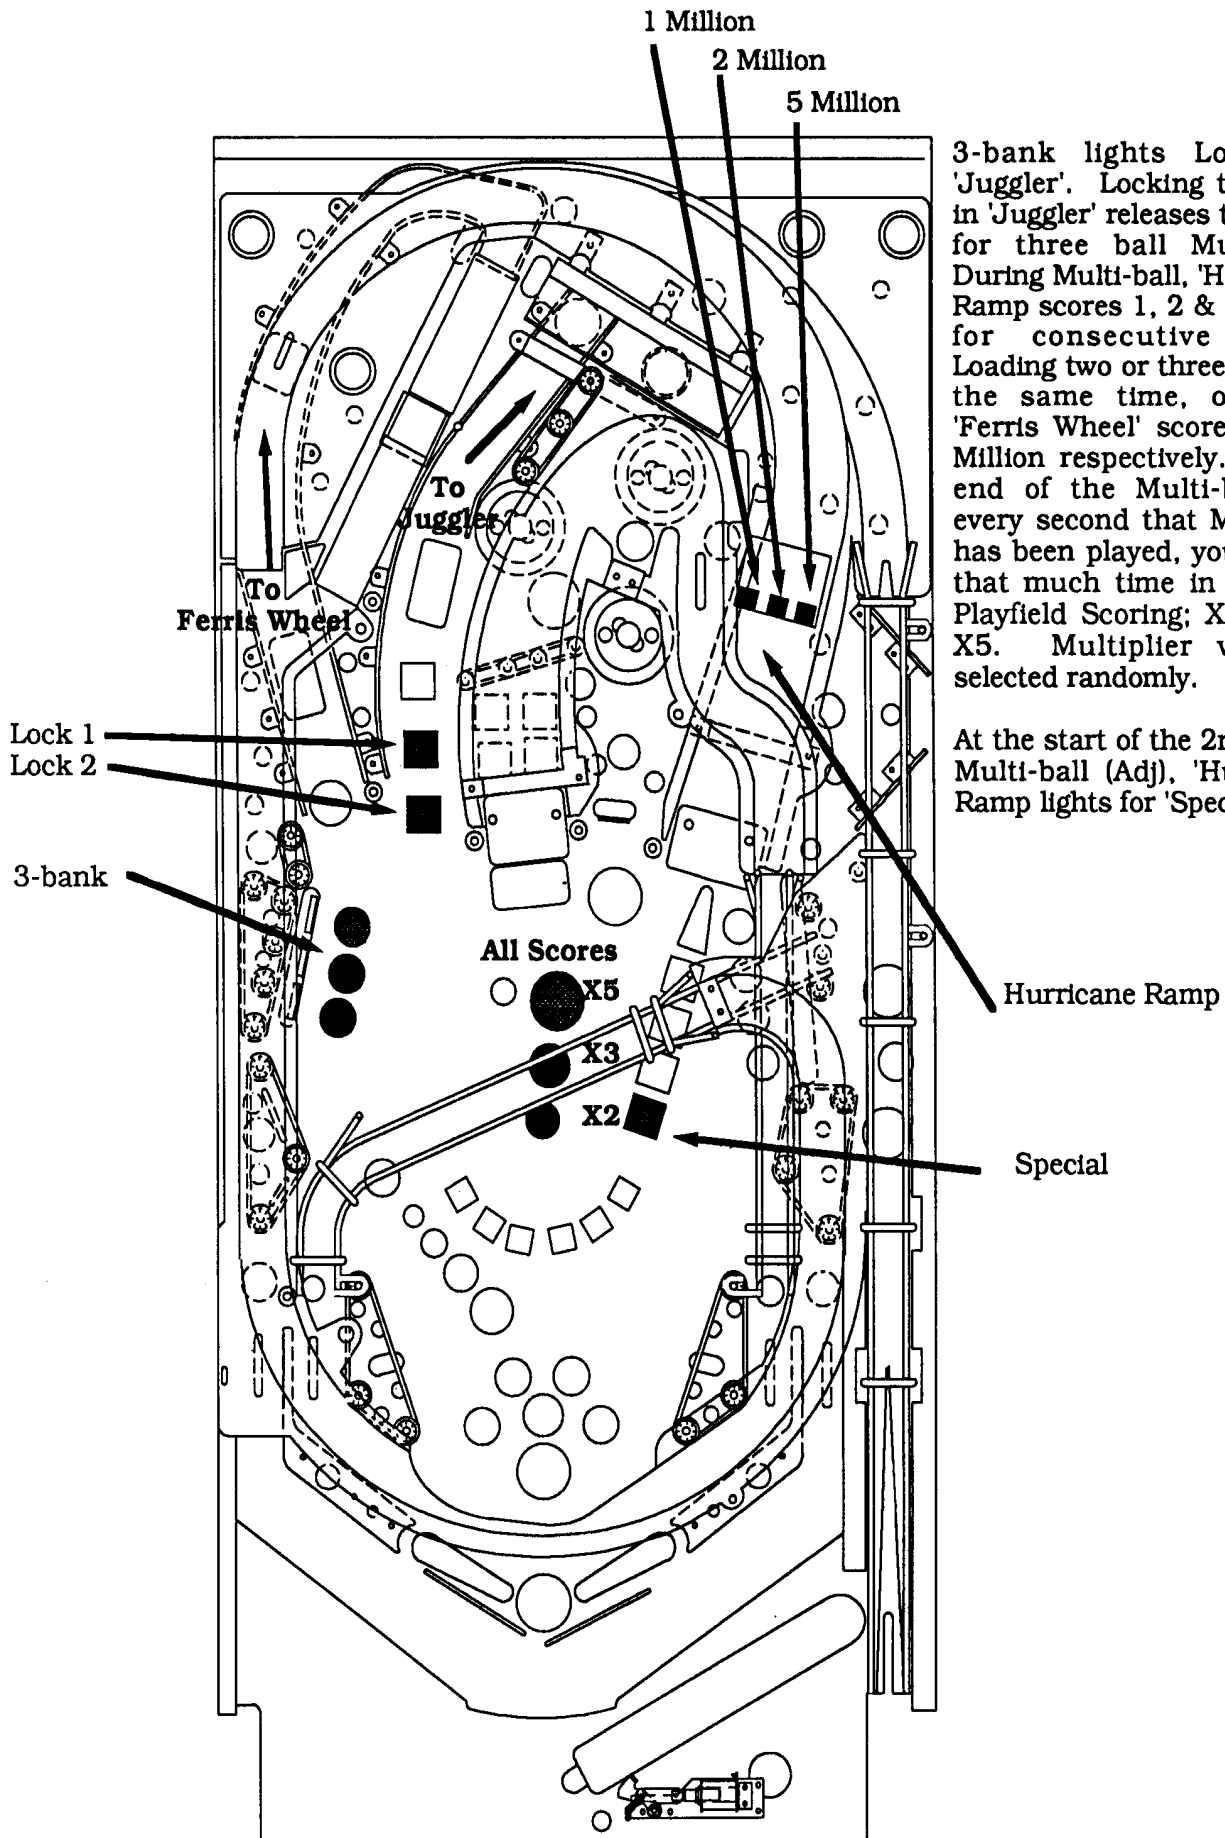 1 Million
2 Million
5 Million
3-bank lights Lo
'Juggler'. Locking t
in 'Juggler' releases t
for three ball Mu
During Multi-ball, 'H
Ramp scores 1, 2 &
for consecutive
Loading two or three
the same time, o
'Ferris Wheel' score
Million respectively.
end of the Multi-b
every second that M
has been played, you
that much time in
Playfield Scoring; X
X5. Multiplier v
selected randomly.
At the start of the 2n
Multi-ball (Adj), 'Hu
Ramp lights for 'Spec
To
Juggler
To
Ferris Wheel
Lock 1
Lock 2
3-bank
All Scores
X5
X3
X2
Hurricane Ramp
Special